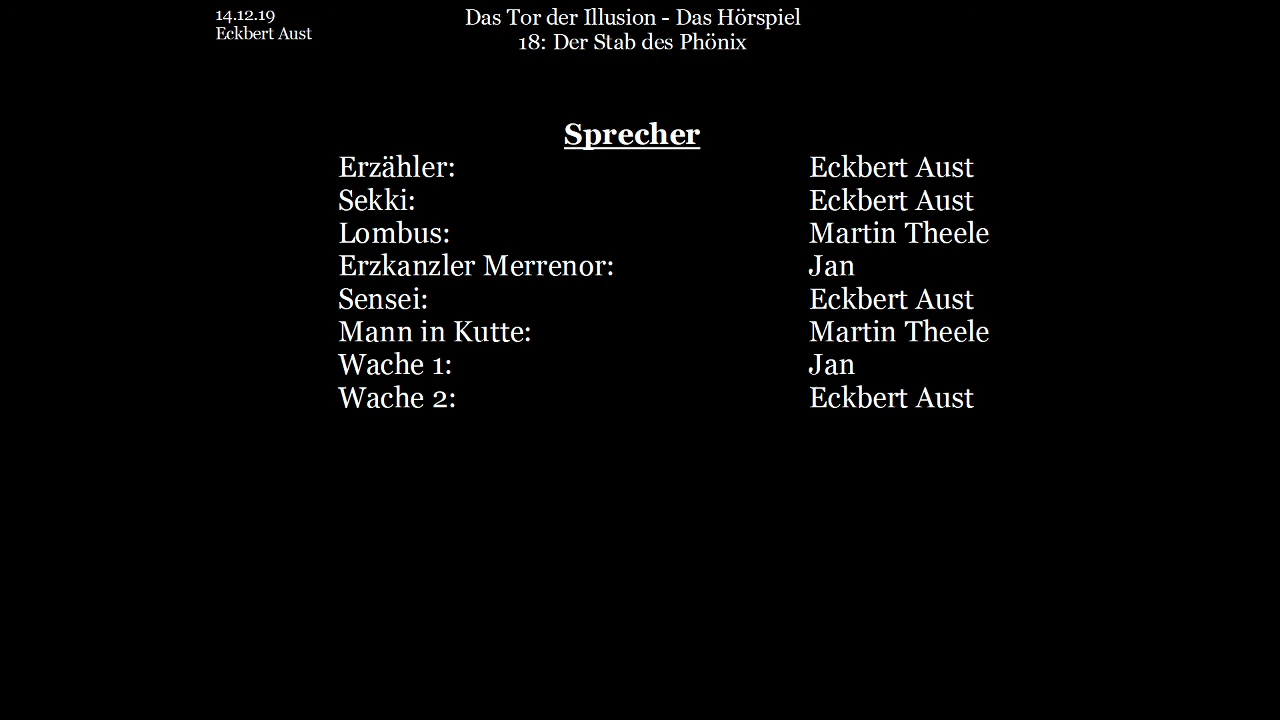 14.12.19
Eckbert Aust
Das Tor der Illusion - Das Hörspiel
18: Der Stab des Phönix
Sprecher
Erzähler: Eckbert Aust
Sekki: Eckbert Aust
Lombus: Martin Theele
Erzkanzler Merrenor: Jan
Sensei: Eckbert Aust
Mann in Kutte: Martin Theele
Wache 1: Jan
Wache 2: Eckbert Aust